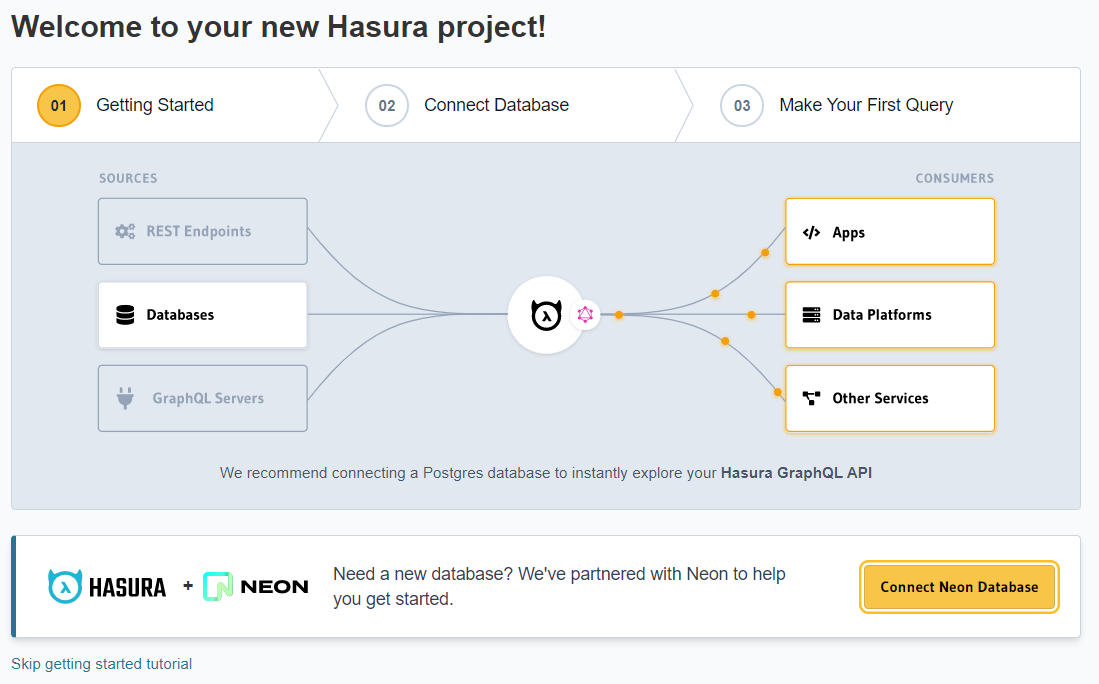 Welcome to your new Hasura project!
01 Getting Started
02 Connect Database
03 Make Your First Query
SOURCES
CONSUMERS
REST Endpoints
Apps
Databases
Data Platforms
GraphQL Servers
Other Services
We recommend connecting a Postgres database to instantly explore your Hasura GraphQL API
HASURA + NEON
Need a new database? We've partnered with Neon to help
you get started.
Connect Neon Database
Skip getting started tutorial